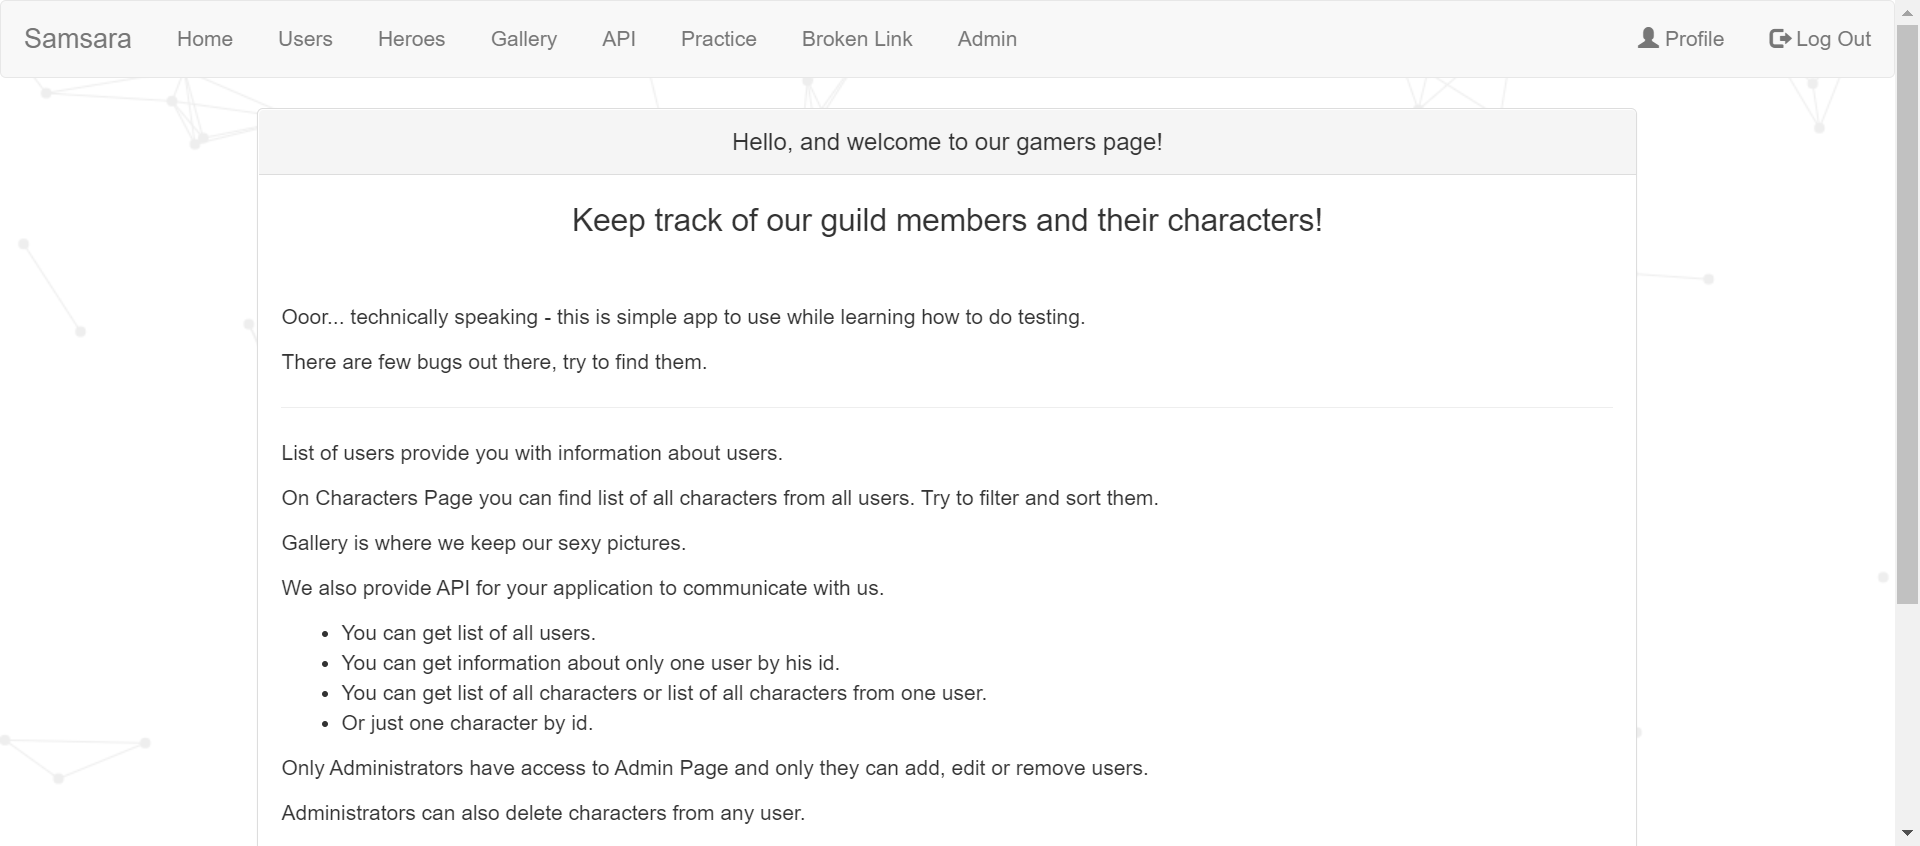 Samsara Home Users Heroes Gallery API Practice Broken Link Admin Profile Log Out
Hello, and welcome to our gamers page!
Keep track of our guild members and their characters!
Ooor... technically speaking - this is simple app to use while learning how to do testing.
There are few bugs out there, try to find them.
List of users provide you with information about users.
On Characters Page you can find list of all characters from all users. Try to filter and sort them.
Gallery is where we keep our sexy pictures.
We also provide API for your application to communicate with us.
• You can get list of all users.
• You can get information about only one user by his id.
• You can get list of all characters or list of all characters from one user.
• Or just one character by id.
Only Administrators have access to Admin Page and only they can add, edit or remove users.
Administrators can also delete characters from any user.